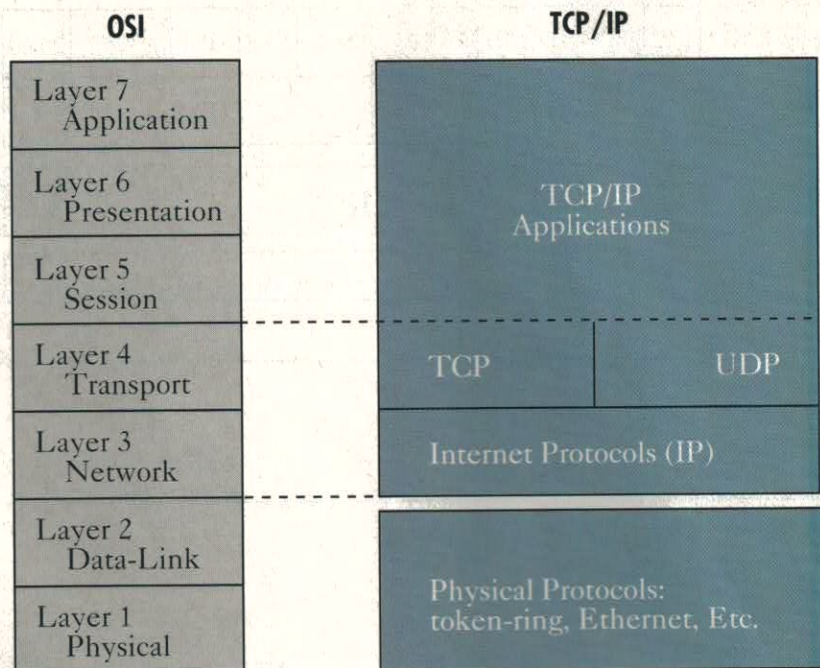 OSI
TCP/IP
Layer 7
Application
Layer 6
Presentation
Layer 5
Session
Layer 4
Transport
Layer 3
Network
Layer 2
Data-Link
Layer 1
Physical
TCP/IP
Applications
TCP
UDP
Internet Protocols (IP)
Physical Protocols:
token-ring, Ethernet, Etc.